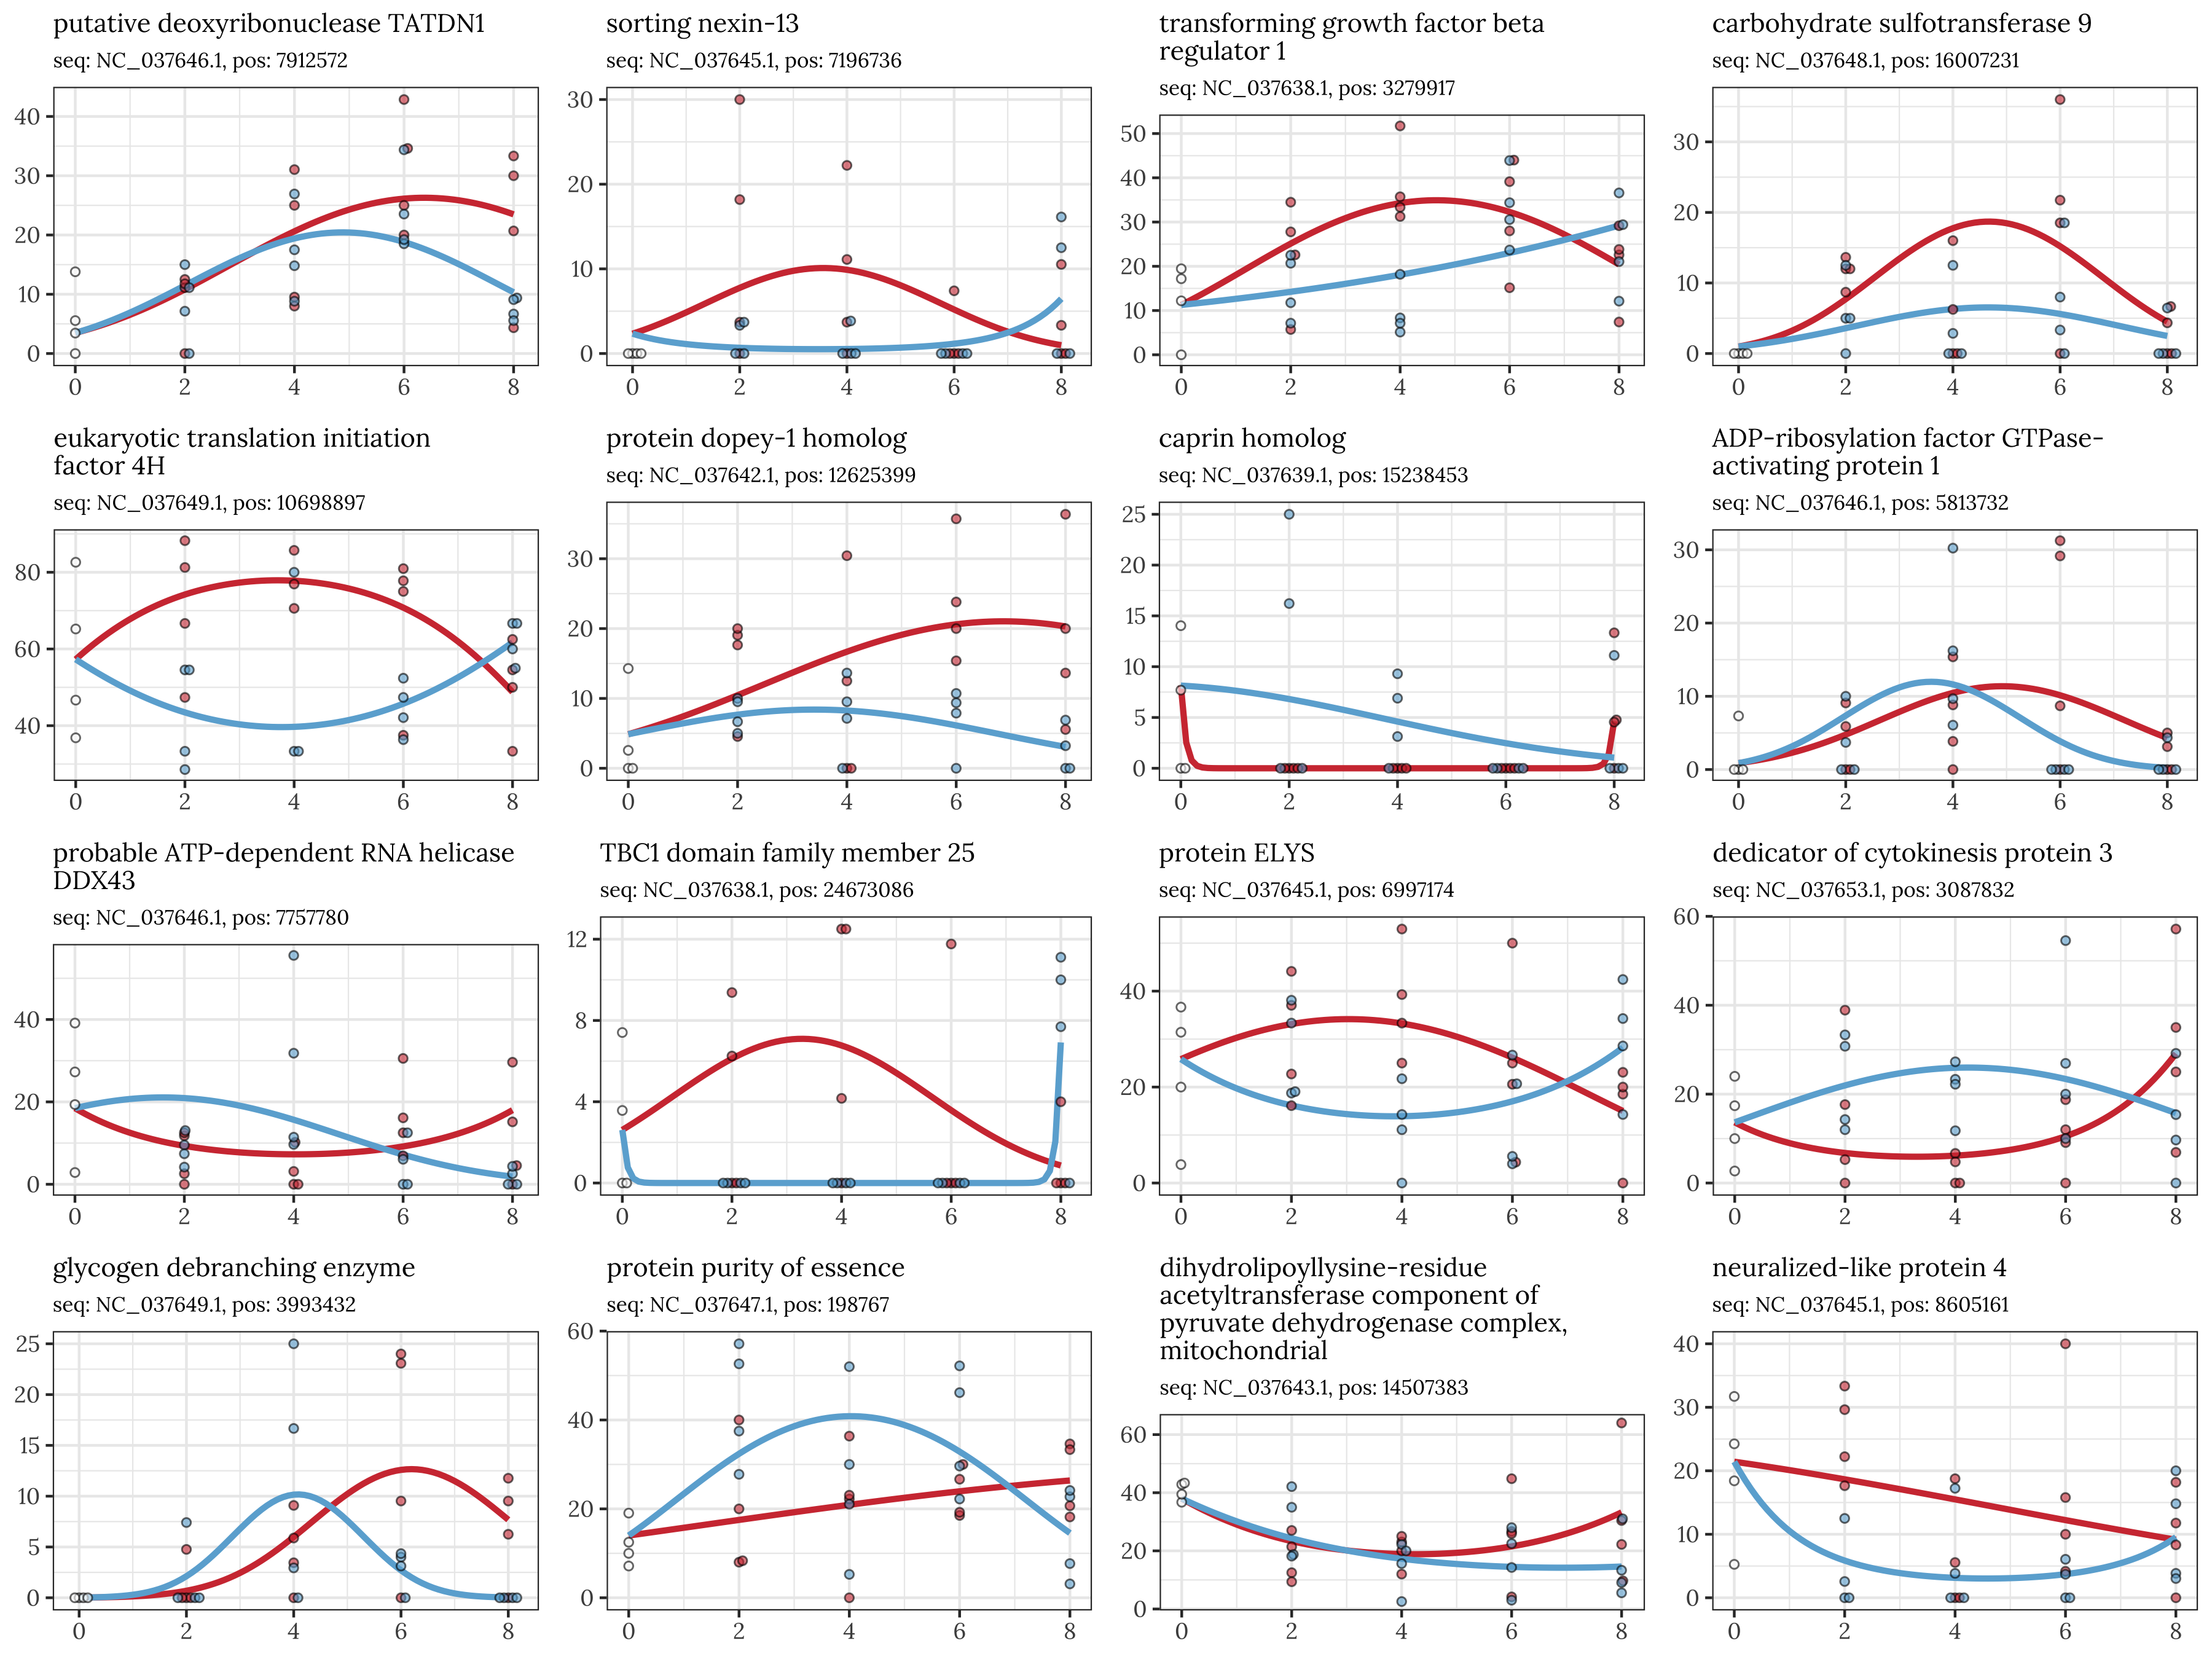 putative deoxyribonuclease TATDN1
seq: NC_037646.1, pos: 7912572
40
30
20
10
0
0 2 4 6 8
sorting nexin-13
seq: NC_037645.1, pos: 7196736
30
20
10
0
0 2 4 6 8
transforming growth factor beta
regulator 1
seq: NC_037638.1, pos: 3279917
50
40
30
20
10
0
0 2 4 6 8
carbohydrate sulfotransferase 9
seq: NC_037648.1, pos: 16007231
30
20
10
0
0 2 4 6 8
eukaryotic translation initiation
factor 4H
seq: NC_037649.1, pos: 10698897
80
60
40
0 2 4 6 8
protein dopey-1 homolog
seq: NC_037642.1, pos: 12625399
30
20
10
0
0 2 4 6 8
caprin homolog
seq: NC_037639.1, pos: 15238453
25
20
15
10
5
0
0 2 4 6 8
ADP-ribosylation factor GTPase-
activating protein 1
seq: NC_037646.1, pos: 5813732
30
20
10
0
0 2 4 6 8
probable ATP-dependent RNA helicase
DDX43
seq: NC_037646.1, pos: 7757780
40
20
0
0 2 4 6 8
TBC1 domain family member 25
seq: NC_037638.1, pos: 24673086
12
8
4
0
0 2 4 6 8
protein ELYS
seq: NC_037645.1, pos: 6997174
40
20
0
0 2 4 6 8
dedicator of cytokinesis protein 3
seq: NC_037653.1, pos: 3087832
60
40
20
0
0 2 4 6 8
glycogen debranching enzyme
seq: NC_037649.1, pos: 3993432
25
20
15
10
5
0
0 2 4 6 8
protein purity of essence
seq: NC_037647.1, pos: 198767
60
40
20
0
0 2 4 6 8
dihydrolipoyllysine-residue
acetyltransferase component of
pyruvate dehydrogenase complex,
mitochondrial
seq: NC_037643.1, pos: 14507383
60
40
20
0
0 2 4 6 8
neuralized-like protein 4
seq: NC_037645.1, pos: 8605161
40
30
20
10
0
0 2 4 6 8